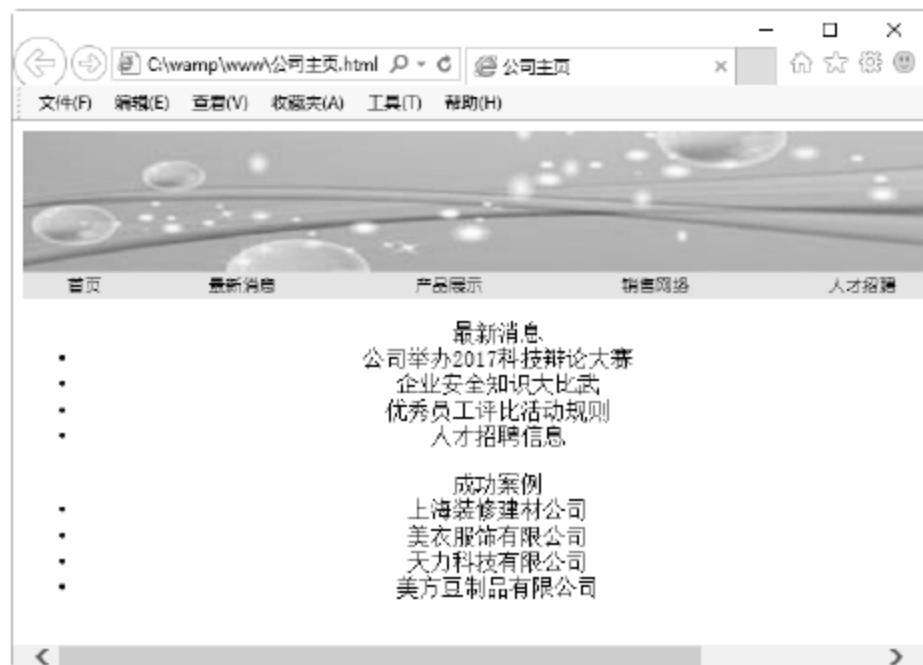 C:\wamp\www\公司主页.html 公司主页
文件(F) 编辑(E) 查看(V) 收藏夹(A) 工具(T) 帮助(H)
首页 最新消息 产品展示 销售网络 人才招聘
最新消息
公司举办2017科技辩论大赛
企业安全知识大比武
优秀员工评比活动规则
人才招聘信息
成功案例
上海装修建材公司
美衣服饰有限公司
天力科技有限公司
美方豆制品有限公司